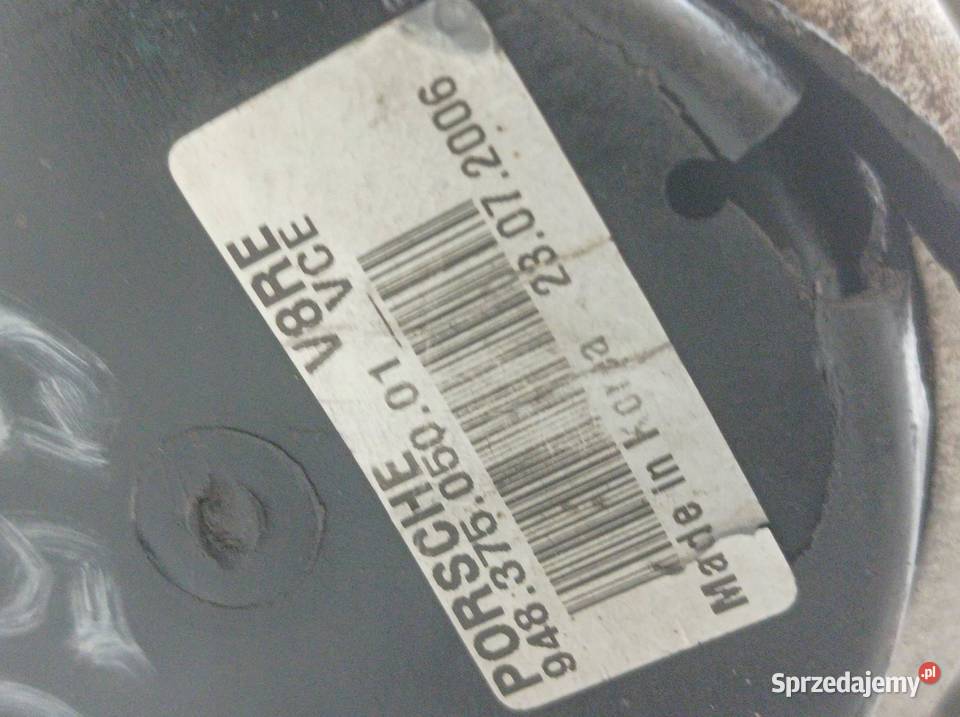 PORSCHE V8RE
948.375.050.01 VCE
23.07.2006
Made in Korea
Sprzedajemy.pl